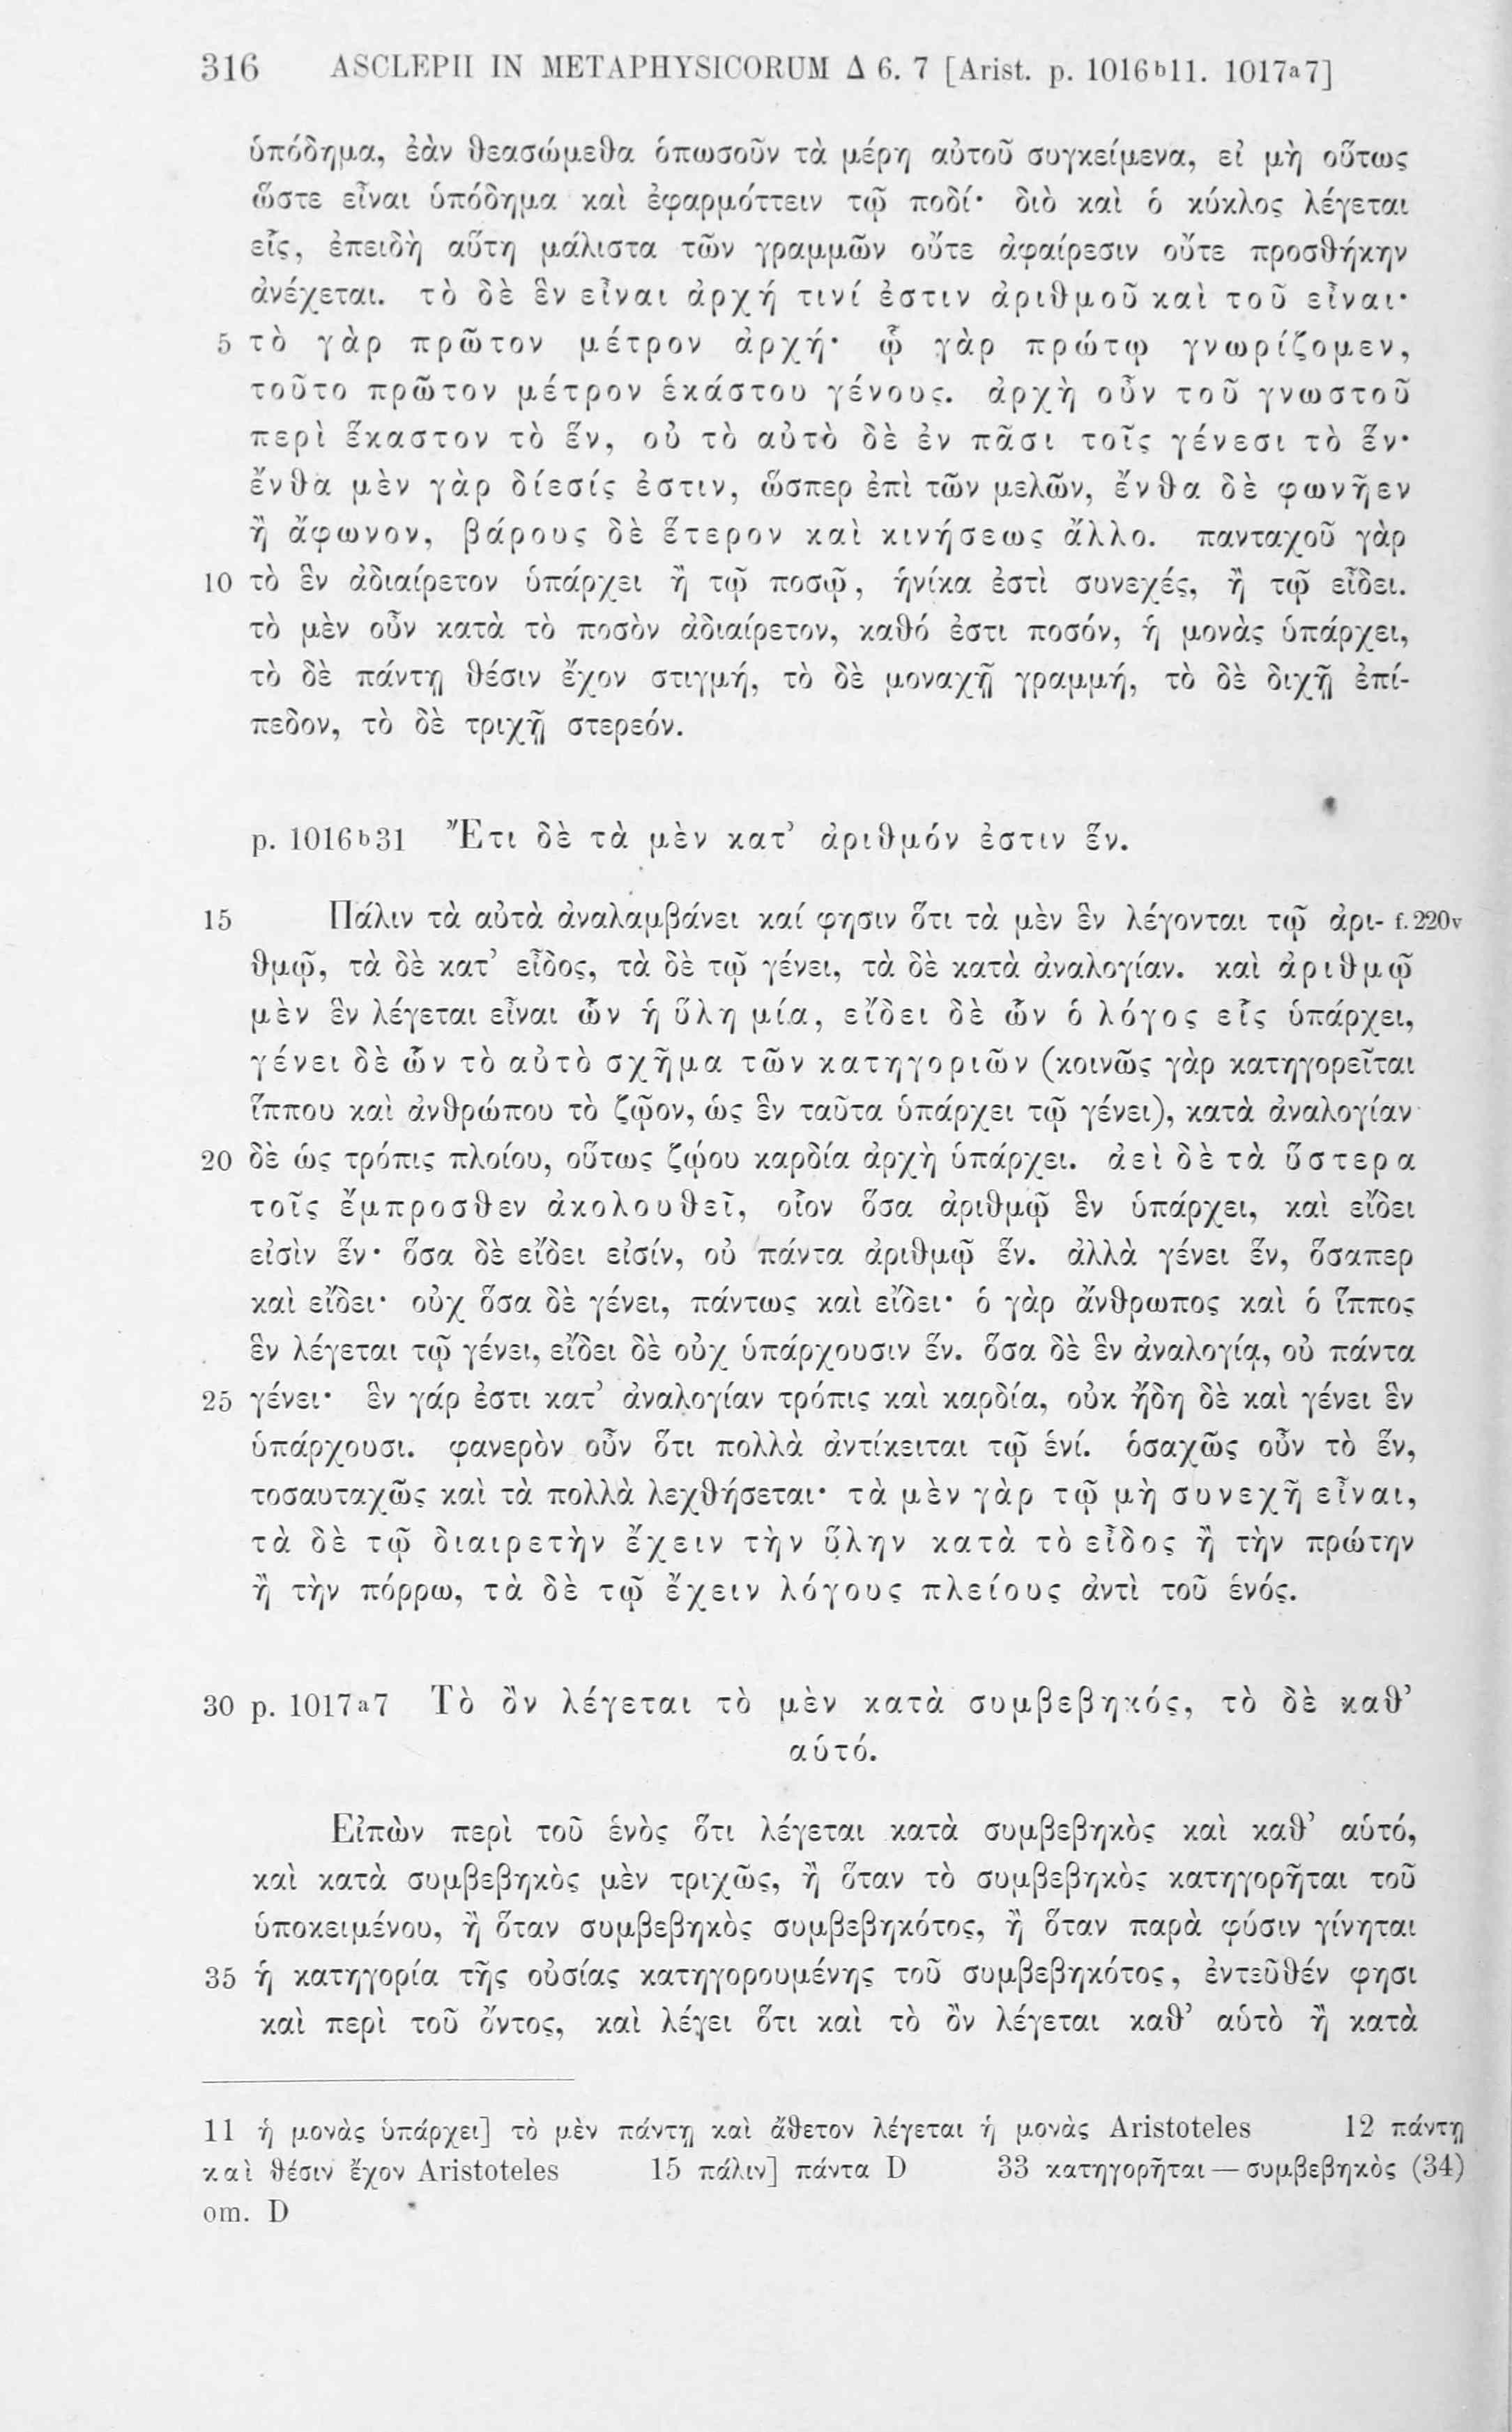 316 ASCLEPII IN METAPHYSICORUM Δ 6. 7 [Arist. p. 1016ᵇ11. 1017ᵃ7]
ὑπόδημα, ἐὰν θεασώμεθα ὁπωσοῦν τὰ μέρη αὐτοῦ συγκείμενα, εἰ μὴ οὕτως
ὥστε εἶναι ὑπόδημα καὶ ἐφαρμόττειν τῷ ποδί· διὸ καὶ ὁ κύκλος λέγεται
εἷς, ἐπειδὴ αὕτη μάλιστα τῶν γραμμῶν οὔτε ἀφαίρεσιν οὔτε προσθήκην
ἀνέχεται. τὸ δὲ ἓν εἶναι ἀρχή τινί ἐστιν ἀριθμοῦ καὶ τοῦ εἶναι·
5 τὸ γὰρ πρῶτον μέτρον ἀρχή· ᾧ γὰρ πρώτῳ γνωρίζομεν,
τοῦτο πρῶτον μέτρον ἑκάστου γένους. ἀρχὴ οὖν τοῦ γνωστοῦ
περὶ ἕκαστον τὸ ἕν, οὐ τὸ αὐτὸ δὲ ἐν πᾶσι τοῖς γένεσι τὸ ἕν·
ἔνθα μὲν γὰρ δίεσίς ἐστιν, ὥσπερ ἐπὶ τῶν μελῶν, ἔνθα δὲ φωνῆεν
ἢ ἄφωνον, βάρους δὲ ἕτερον καὶ κινήσεως ἄλλο. πανταχοῦ γὰρ
10 τὸ ἓν ἀδιαίρετον ὑπάρχει ἢ τῷ ποσῷ, ἡνίκα ἐστὶ συνεχές, ἢ τῷ εἴδει.
τὸ μὲν οὖν κατὰ τὸ ποσὸν ἀδιαίρετον, καθό ἐστι ποσόν, ἡ μονὰς ὑπάρχει,
τὸ δὲ πάντῃ θέσιν ἔχον στιγμή, τὸ δὲ μοναχῇ γραμμή, τὸ δὲ διχῇ ἐπί-
πεδον, τὸ δὲ τριχῇ στερεόν.
p. 1016ᵇ31 Ἔτι δὲ τὰ μὲν κατ’ ἀριθμόν ἐστιν ἕν.
15 Πάλιν τὰ αὐτὰ ἀναλαμβάνει καί φησιν ὅτι τὰ μὲν ἓν λέγονται τῷ ἀρι- f. 220v
θμῷ, τὰ δὲ κατ’ εἶδος, τὰ δὲ τῷ γένει, τὰ δὲ κατὰ ἀναλογίαν. καὶ ἀριθμῷ
μὲν ἓν λέγεται εἶναι ὧν ἡ ὕλη μία, εἴδει δὲ ὧν ὁ λόγος εἷς ὑπάρχει,
γένει δὲ ὧν τὸ αὐτὸ σχῆμα τῶν κατηγοριῶν (κοινῶς γὰρ κατηγορεῖται
ἵππου καὶ ἀνθρώπου τὸ ζῷον, ὡς ἓν ταῦτα ὑπάρχει τῷ γένει), κατὰ ἀναλογίαν
20 δὲ ὡς τρόπις πλοίου, οὕτως ζῴου καρδία ἀρχὴ ὑπάρχει. ἀεὶ δὲ τὰ ὕστερα
τοῖς ἔμπροσθεν ἀκολουθεῖ, οἷον ὅσα ἀριθμῷ ἓν ὑπάρχει, καὶ εἴδει
εἰσὶν ἕν· ὅσα δὲ εἴδει εἰσίν, οὐ πάντα ἀριθμῷ ἕν. ἀλλὰ γένει ἕν, ὅσαπερ
καὶ εἴδει· οὐχ ὅσα δὲ γένει, πάντως καὶ εἴδει· ὁ γὰρ ἄνθρωπος καὶ ὁ ἵππος
ἓν λέγεται τῷ γένει, εἴδει δὲ οὐχ ὑπάρχουσιν ἕν. ὅσα δὲ ἓν ἀναλογίᾳ, οὐ πάντα
25 γένει· ἓν γάρ ἐστι κατ’ ἀναλογίαν τρόπις καὶ καρδία, οὐκ ἤδη δὲ καὶ γένει ἓν
ὑπάρχουσι. φανερὸν οὖν ὅτι πολλὰ ἀντίκειται τῷ ἑνί. ὁσαχῶς οὖν τὸ ἕν,
τοσαυταχῶς καὶ τὰ πολλὰ λεχθήσεται· τὰ μὲν γὰρ τῷ μὴ συνεχῆ εἶναι,
τὰ δὲ τῷ διαιρετὴν ἔχειν τὴν ὕλην κατὰ τὸ εἶδος ἢ τὴν πρώτην
ἢ τὴν πόρρω, τὰ δὲ τῷ ἔχειν λόγους πλείους ἀντὶ τοῦ ἑνός.
30 p. 1017ᵃ7 Τὸ ὂν λέγεται τὸ μὲν κατὰ συμβεβηκός, τὸ δὲ καθ’
αὑτό.
Εἰπὼν περὶ τοῦ ἑνὸς ὅτι λέγεται κατὰ συμβεβηκὸς καὶ καθ’ αὑτό,
καὶ κατὰ συμβεβηκὸς μὲν τριχῶς, ἢ ὅταν τὸ συμβεβηκὸς κατηγορῆται τοῦ
ὑποκειμένου, ἢ ὅταν συμβεβηκὸς συμβεβηκότος, ἢ ὅταν παρὰ φύσιν γίνηται
35 ἡ κατηγορία τῆς οὐσίας κατηγορουμένης τοῦ συμβεβηκότος, ἐντεῦθέν φησι
καὶ περὶ τοῦ ὄντος, καὶ λέγει ὅτι καὶ τὸ ὂν λέγεται καθ’ αὑτὸ ἢ κατὰ
11 ἡ μονὰς ὑπάρχει] τὸ μὲν πάντῃ καὶ ἄθετον λέγεται ἡ μονὰς Aristoteles 12 πάντῃ
καὶ θέσιν ἔχον Aristoteles 15 πάλιν] πάντα D 33 κατηγορῆται — συμβεβηκὸς (34)
om. D